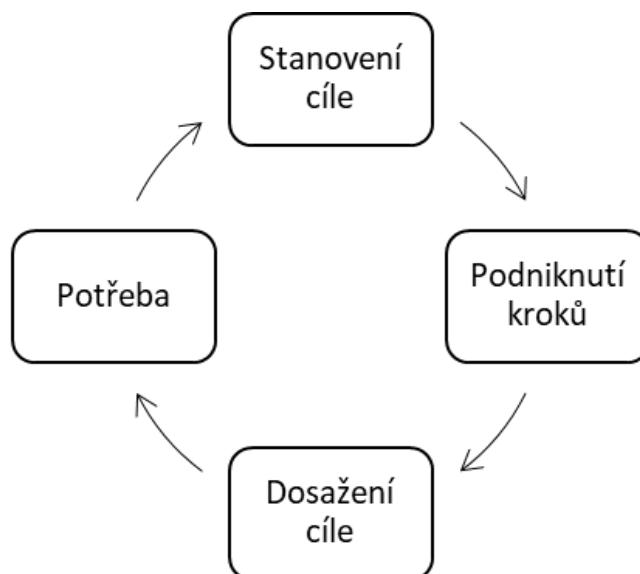 Stanovení
cíle
Potřeba
Podniknutí
kroků
Dosažení
cíle